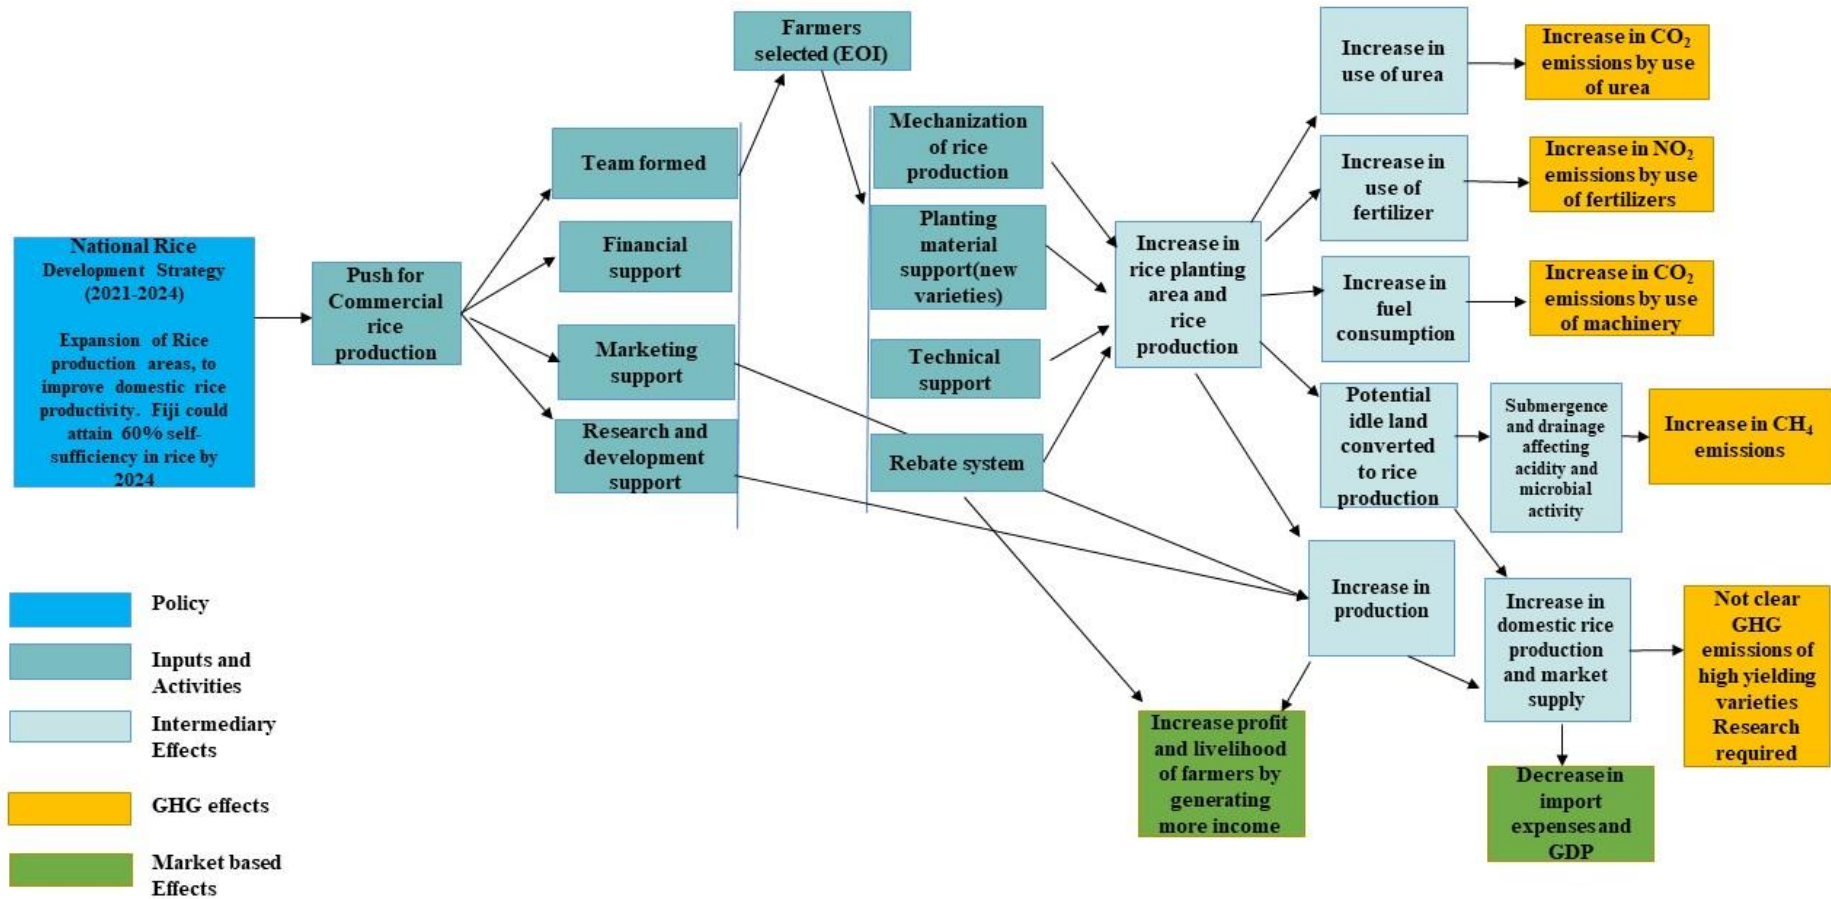 National Rice
Development Strategy
(2021-2024)
Expansion of Rice
production areas, to
improve domestic rice
productivity. Fiji could
attain 60% self-
sufficiency in rice by
2024
Push for
Commercial
rice
production
Team formed
Financial
support
Marketing
support
Research and
development
support
Farmers
selected (EOI)
Mechanization
of rice
production
Planting
material
support(new
varieties)
Technical
support
Rebate system
Increase in
rice planting
area and
rice
production
Increase in
use of urea
Increase in
use of
fertilizer
Increase in
fuel
consumption
Potential
idle land
converted
to rice
production
Submergence
and drainage
affecting
acidity and
microbial
activity
Increase in
production
Increase in
domestic rice
production
and market
supply
Increase in CO₂
emissions by use
of urea
Increase in NO₂
emissions by use
of fertilizers
Increase in CO₂
emissions by use
of machinery
Increase in CH₄
emissions
Not clear
GHG
emissions of
high yielding
varieties
Research
required
Increase profit
and livelihood
of farmers by
generating
more income
Decrease in
import
expenses and
GDP
Policy
Inputs and
Activities
Intermediary
Effects
GHG effects
Market based
Effects